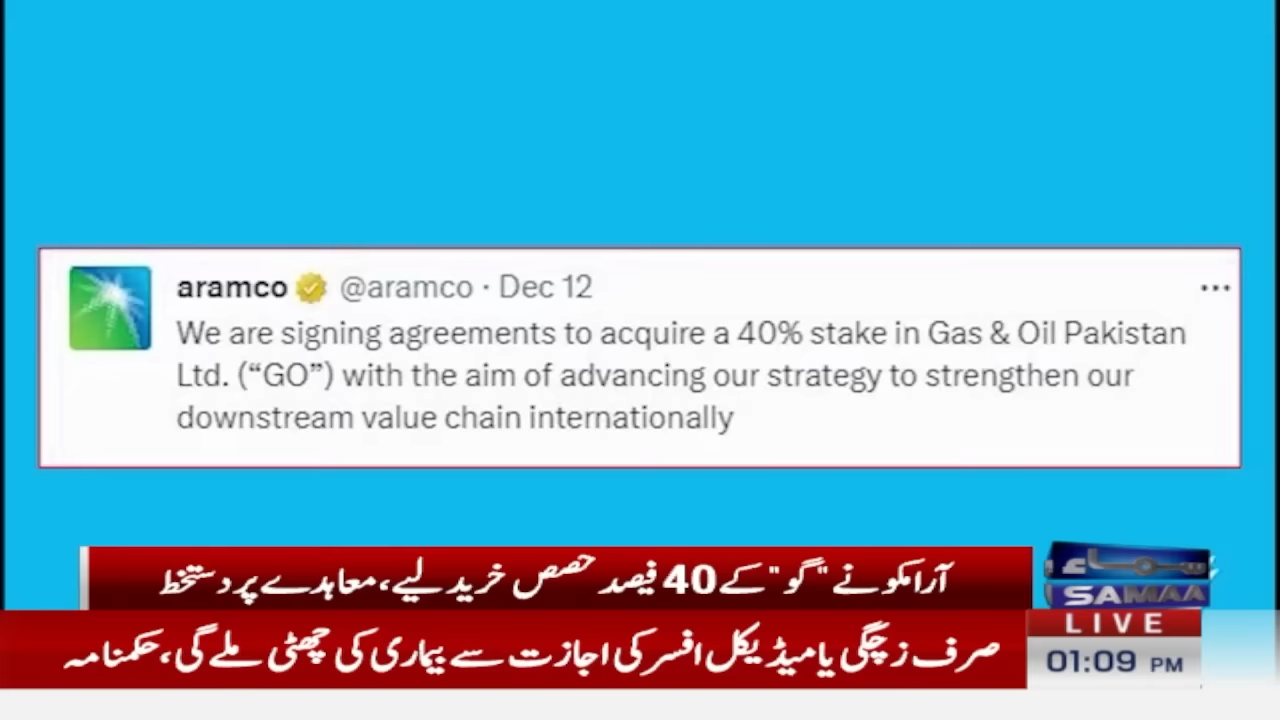 aramco @aramco · Dec 12 ...
We are signing agreements to acquire a 40% stake in Gas & Oil Pakistan
Ltd. (“GO”) with the aim of advancing our strategy to strengthen our
downstream value chain internationally
آرامکو نے "گو" کے 40 فیصد حصص خرید لیے، معاہدے پر دستخط
سماء
SAMAA
صرف زچگی یا میڈیکل افسر کی اجازت سے بیماری کی چھٹی ملے گی، حکمنامہ
LIVE
01:09 PM